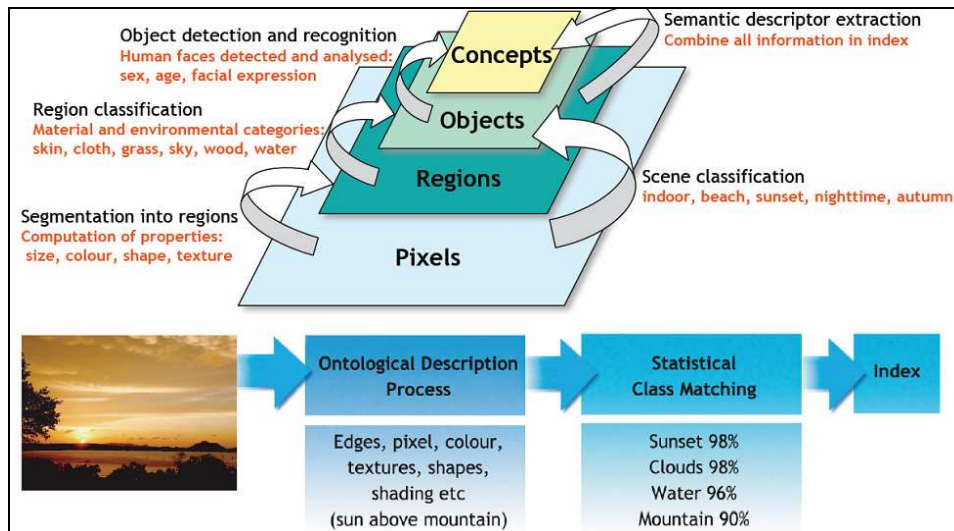 Object detection and recognition
Human faces detected and analysed:
sex, age, facial expression
Region classification
Material and environmental categories:
skin, cloth, grass, sky, wood, water
Segmentation into regions
Computation of properties:
size, colour, shape, texture
Concepts
Objects
Regions
Pixels
Semantic descriptor extraction
Combine all information in index
Scene classification
indoor, beach, sunset, nighttime, autumn
Ontological Description
Process
Edges, pixel, colour,
textures, shapes,
shading etc
(sun above mountain)
Statistical
Class Matching
Sunset 98%
Clouds 98%
Water 96%
Mountain 90%
Index